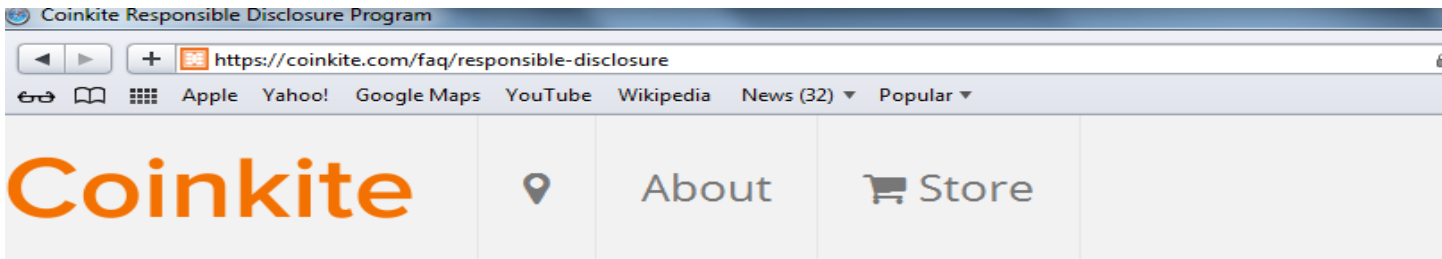 Coinkite Responsible Disclosure Program
https://coinkite.com/faq/responsible-disclosure
Apple Yahoo! Google Maps YouTube Wikipedia News (32) Popular
Coinkite About Store